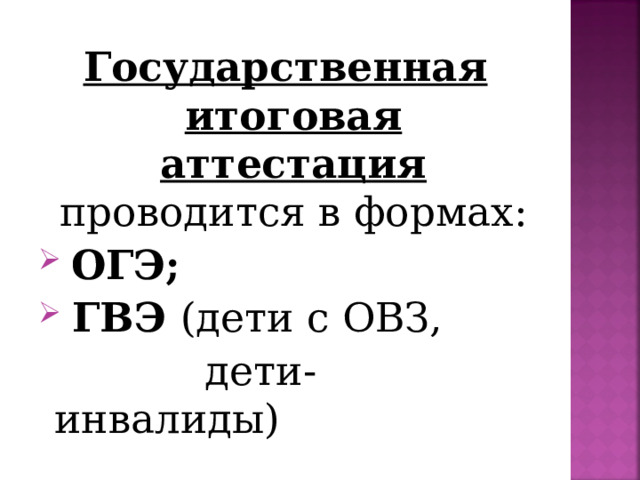 Государственная
итоговая
аттестация
проводится в формах:
ОГЭ;
ГВЭ (дети с ОВЗ,
дети-
инвалиды)